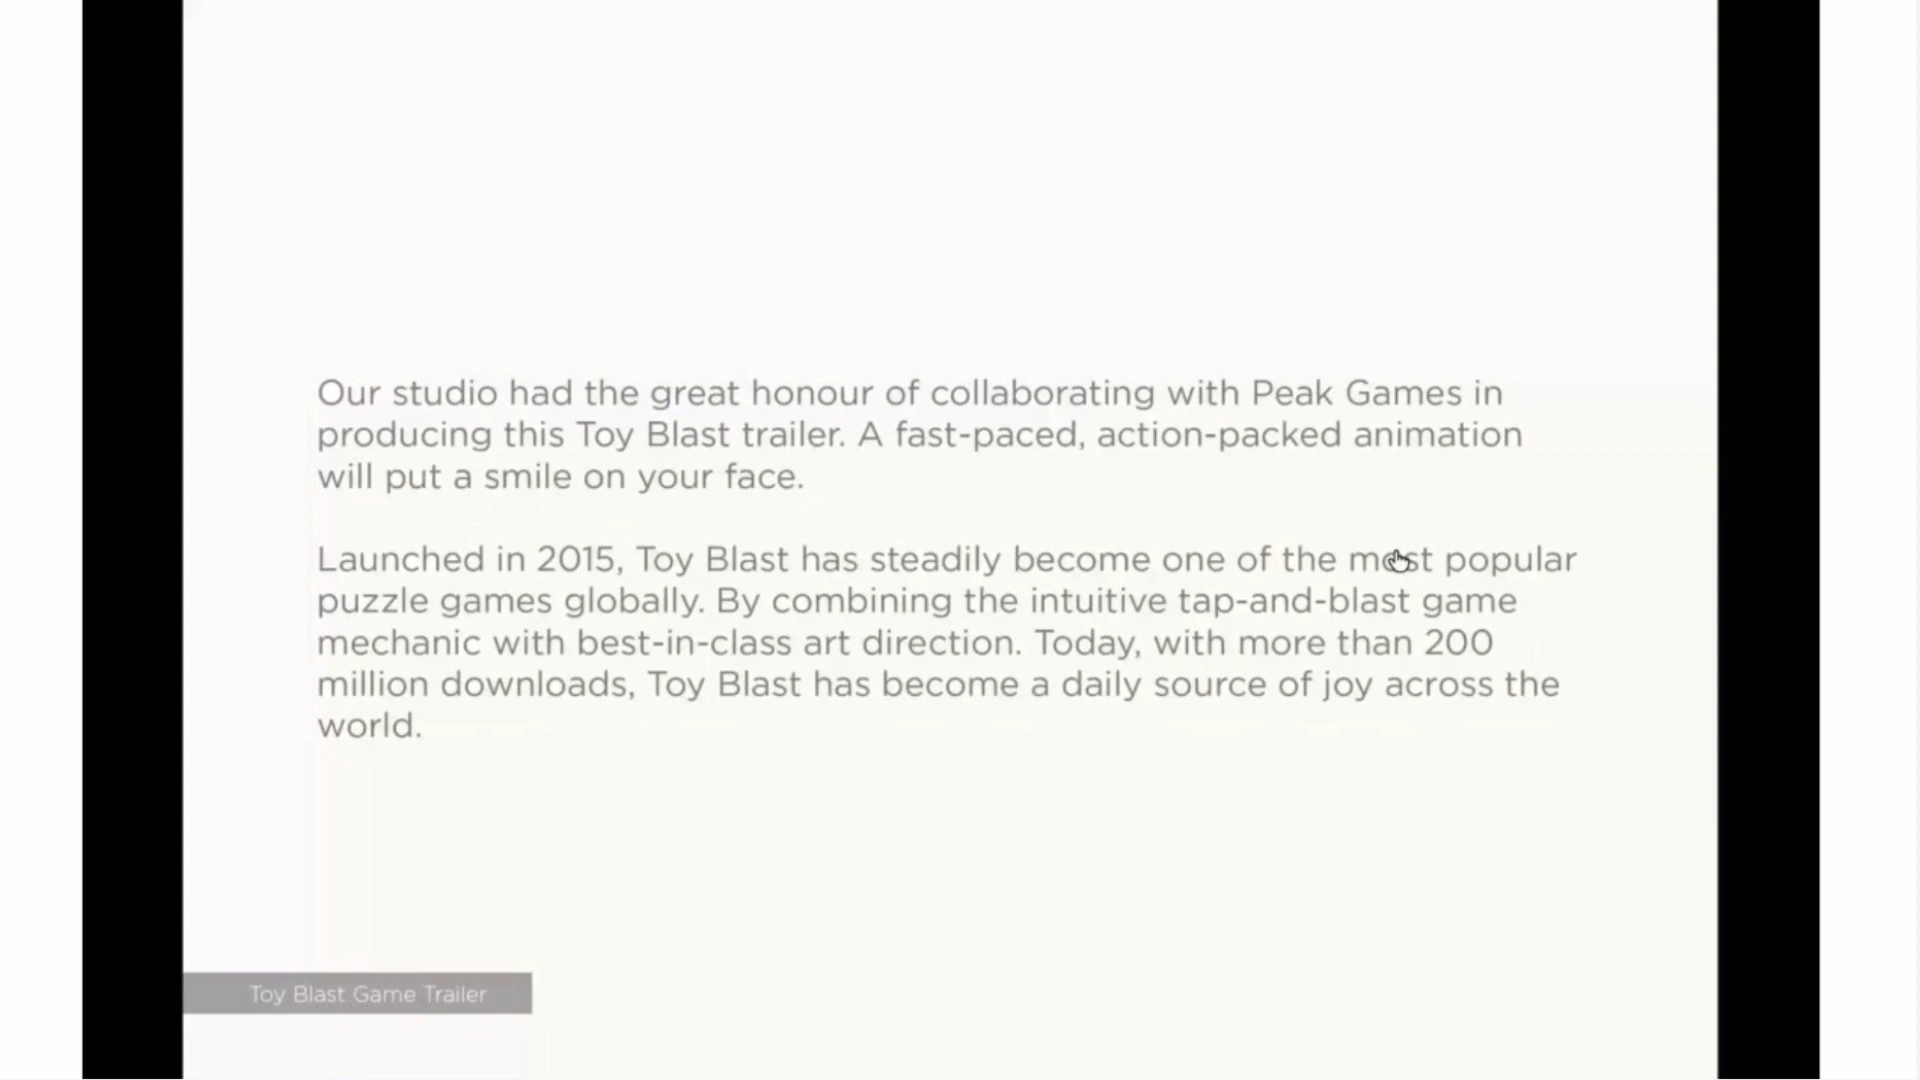 Our studio had the great honour of collaborating with Peak Games in
producing this Toy Blast trailer. A fast-paced, action-packed animation
will put a smile on your face.
Launched in 2015, Toy Blast has steadily become one of the most popular
puzzle games globally. By combining the intuitive tap-and-blast game
mechanic with best-in-class art direction. Today, with more than 200
million downloads, Toy Blast has become a daily source of joy across the
world.
Toy Blast Game Trailer